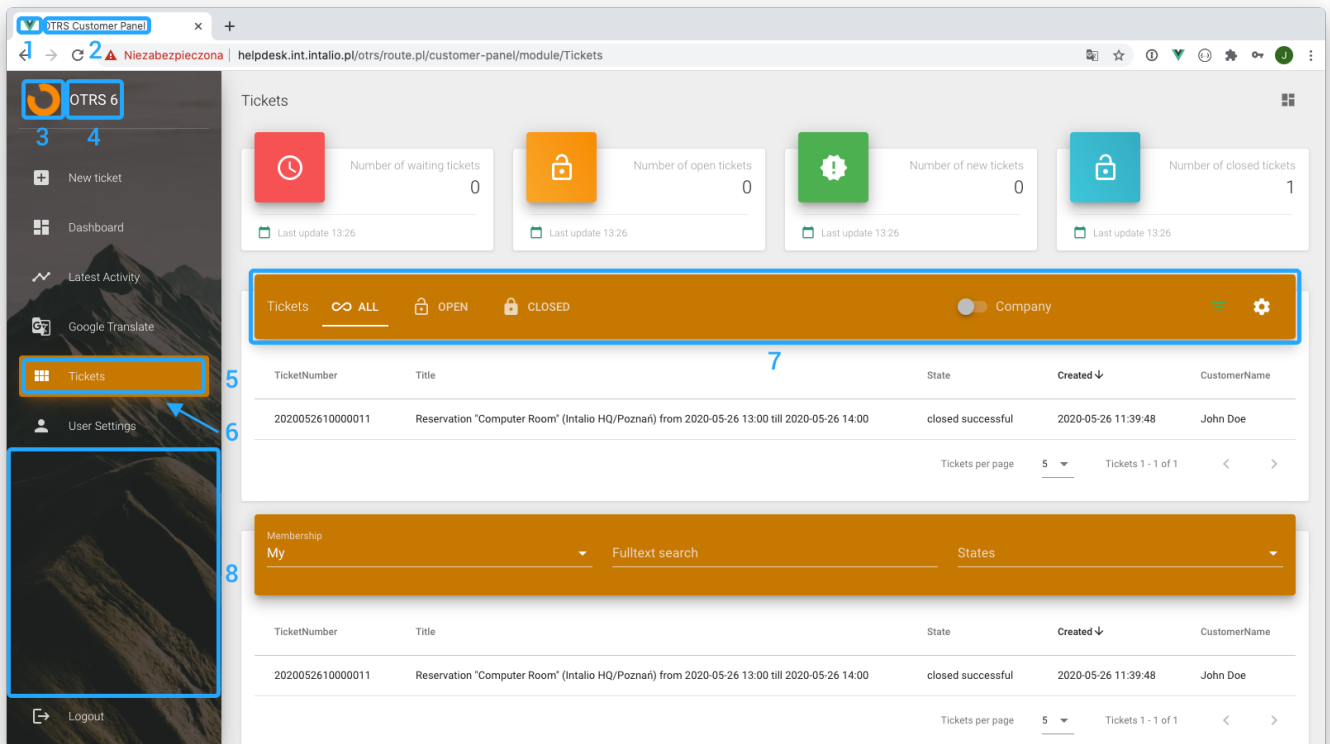 OTRS Customer Panel
1 2
Niezabezpieczona helpdesk.int.intalio.pl/otrs/route.pl/customer-panel/module/Tickets
J
OTRS 6
3 4
New ticket
Dashboard
Latest Activity
Google Translate
Tickets
5
User Settings
6
8
Logout
Tickets
Number of waiting tickets
0
Last update 13:26
Number of open tickets
0
Last update 13:26
Number of new tickets
0
Last update 13:26
Number of closed tickets
1
Last update 13:26
Tickets ALL OPEN CLOSED Company
7
TicketNumber Title State Created CustomerName
2020052610000011 Reservation "Computer Room" (Intalio HQ/Poznań) from 2020-05-26 13:00 till 2020-05-26 14:00 closed successful 2020-05-26 11:39:48 John Doe
Tickets per page 5 Tickets 1 - 1 of 1
Membership
My Fulltext search States
TicketNumber Title State Created CustomerName
2020052610000011 Reservation "Computer Room" (Intalio HQ/Poznań) from 2020-05-26 13:00 till 2020-05-26 14:00 closed successful 2020-05-26 11:39:48 John Doe
Tickets per page 5 Tickets 1 - 1 of 1